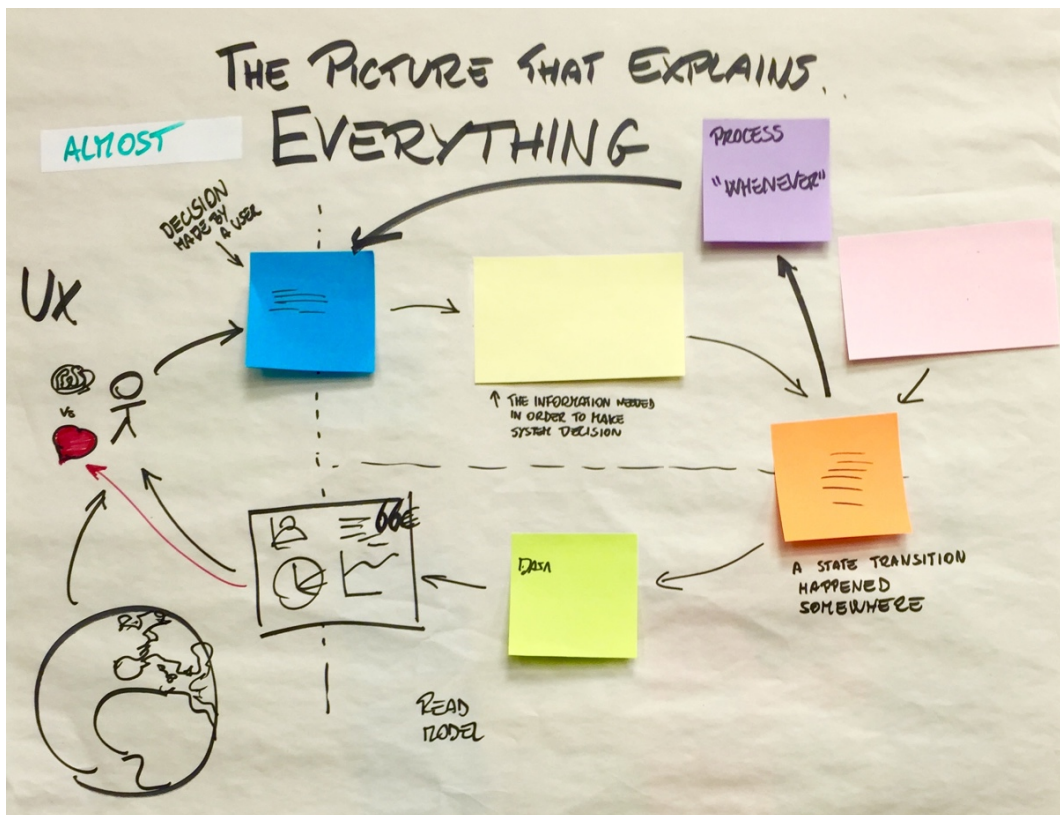 THE PICTURE THAT EXPLAINS..
ALMOST
EVERYTHING
PROCESS
"WHENEVER"
DECISION
MADE BY
A USER
UX
VS
↑ THE INFORMATION NEEDED
IN ORDER TO MAKE
SYSTEM DECISION
66€
DATA
A STATE TRANSITION
HAPPENED
SOMEWHERE
READ
MODEL